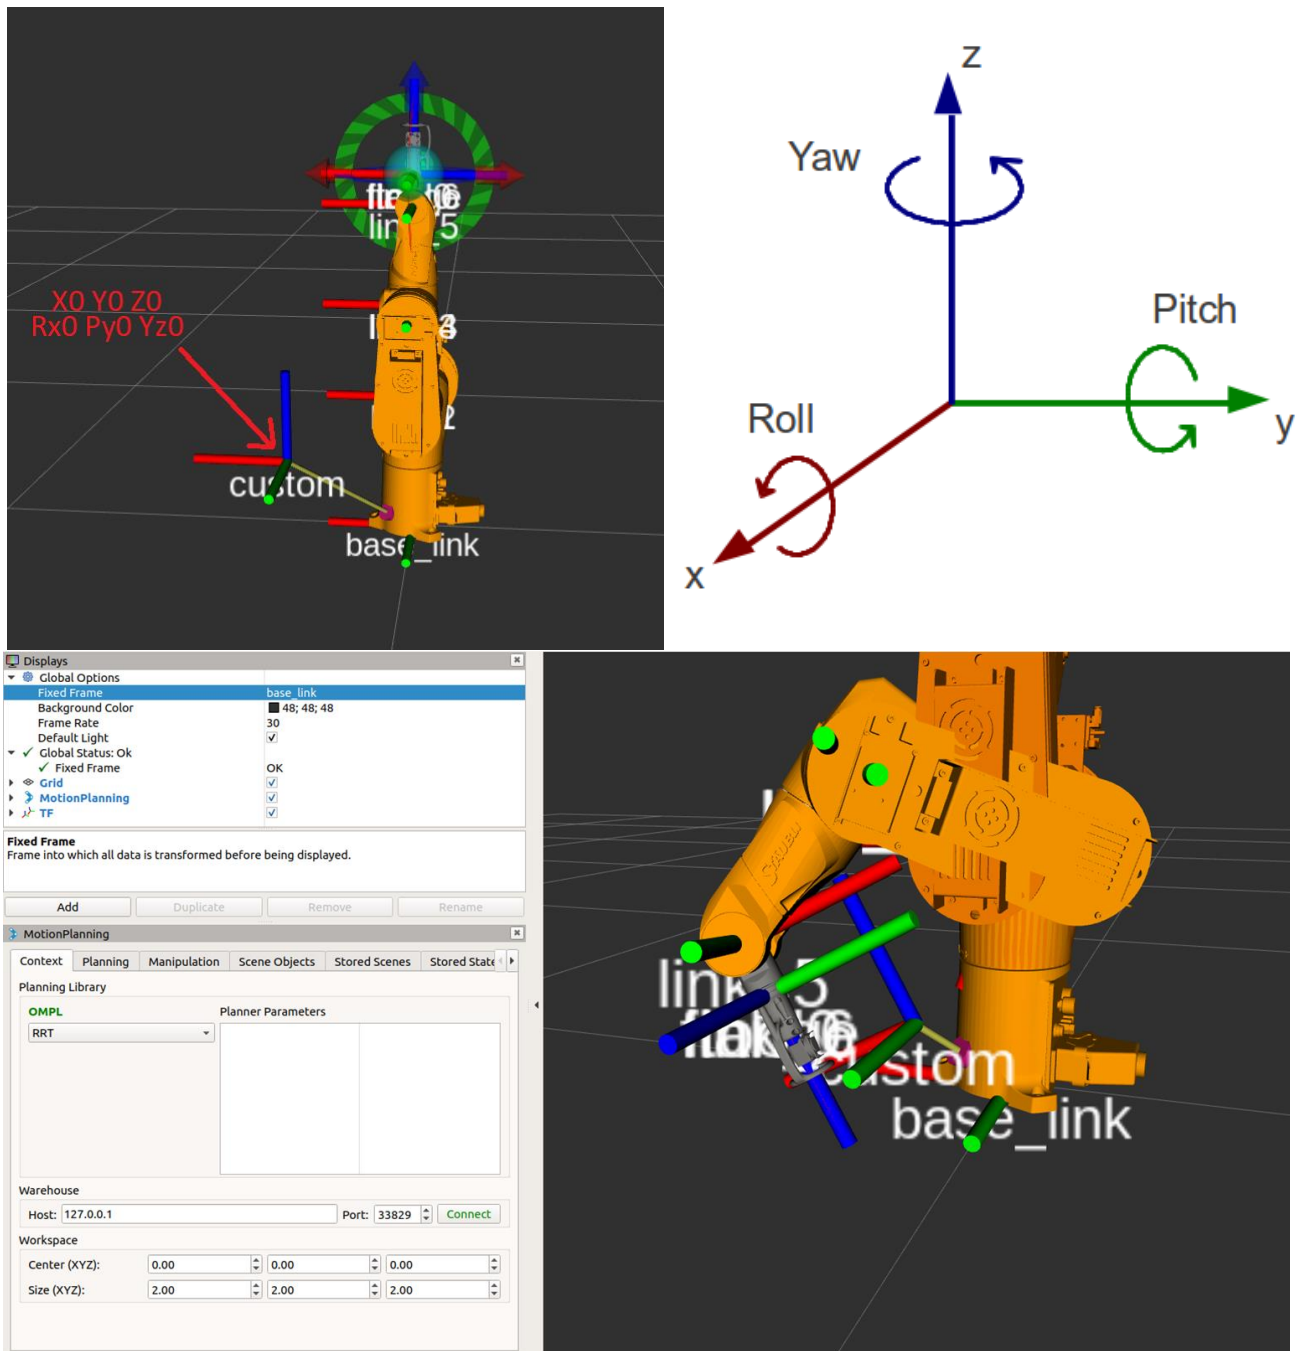 link_5
X0 Y0 Z0
Rx0 Py0 Yz0
custom
base_link
z
Yaw
Pitch
y
Roll
x
Displays
Global Options
Fixed Frame base_link
Background Color 48; 48; 48
Frame Rate 30
Default Light
Global Status: Ok
Fixed Frame OK
Grid
MotionPlanning
TF
Fixed Frame
Frame into which all data is transformed before being displayed.
Add Duplicate Remove Rename
MotionPlanning
Context Planning Manipulation Scene Objects Stored Scenes Stored State
Planning Library
OMPL Planner Parameters
RRT
Warehouse
Host: 127.0.0.1 Port: 33829 Connect
Workspace
Center (XYZ): 0.00 0.00 0.00
Size (XYZ): 2.00 2.00 2.00
STÄUBLI
link_5
custom
base_link